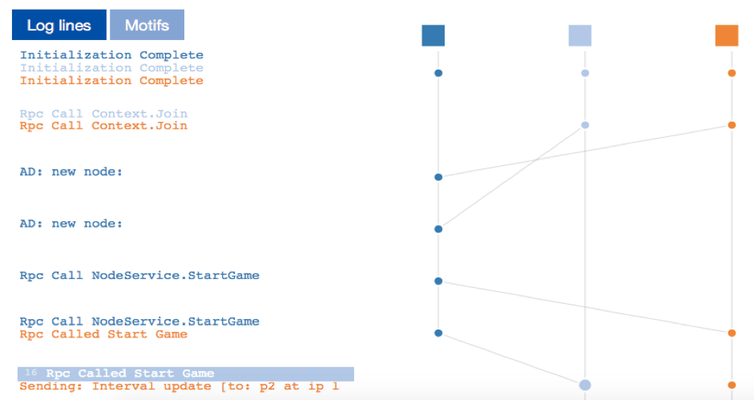 Log lines
Motifs
Initialization Complete
Initialization Complete
Initialization Complete
Rpc Call Context.Join
Rpc Call Context.Join
AD: new node:
AD: new node:
Rpc Call NodeService.StartGame
Rpc Call NodeService.StartGame
Rpc Called Start Game
16 Rpc Called Start Game
Sending: Interval update [to: p2 at ip l